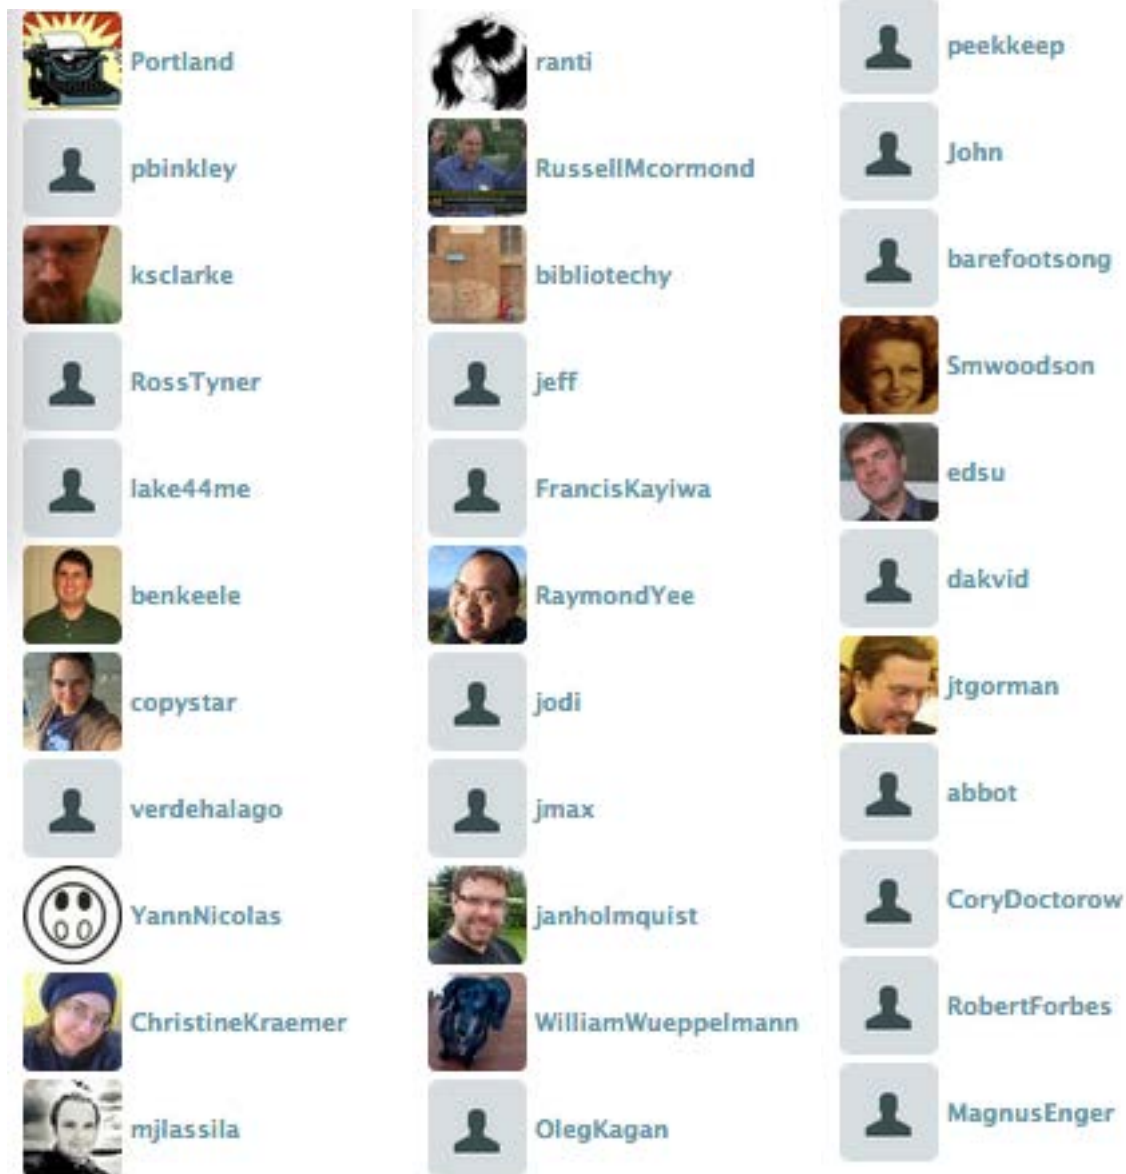 Portland
pbinkley
ksclarke
RossTyner
lake44me
benkeele
copystar
verdehalago
YannNicolas
ChristineKraemer
mjlassila
ranti
RussellMcormond
bibliotechy
jeff
FrancisKayiwa
RaymondYee
jodi
jmax
janholmquist
WilliamWueppelmann
OlegKagan
peekkeep
John
barefootsong
Smwoodson
edsu
dakvid
jtgorman
abbot
CoryDoctorow
RobertForbes
MagnusEnger